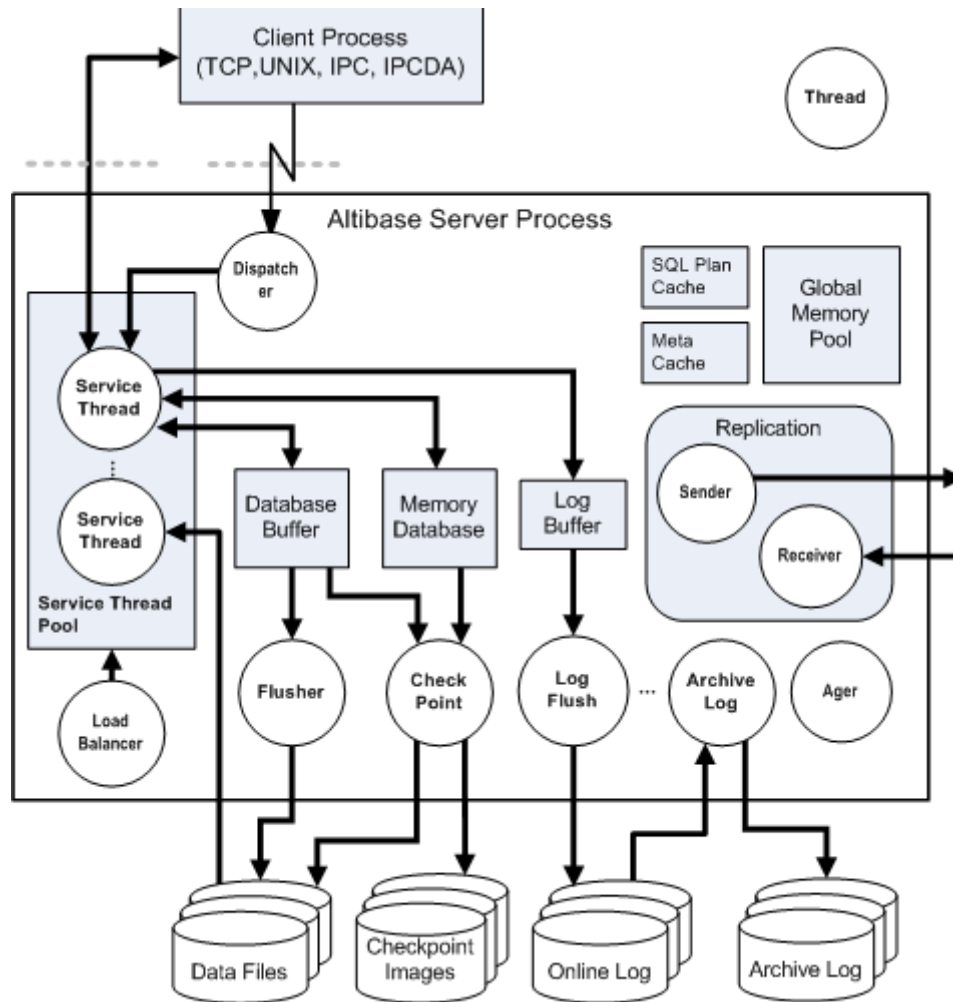 Client Process
(TCP,UNIX, IPC, IPCDA)
Thread
Altibase Server Process
Dispatch
er
SQL Plan
Cache
Global
Memory
Pool
Meta
Cache
Service
Thread
Replication
Sender
Database
Buffer
Memory
Database
Log
Buffer
Service
Thread
Receiver
Service Thread
Pool
Flusher
Check
Point
Log
Flush
...
Archive
Log
Ager
Load
Balancer
Data Files
Checkpoint
Images
Online Log
Archive Log